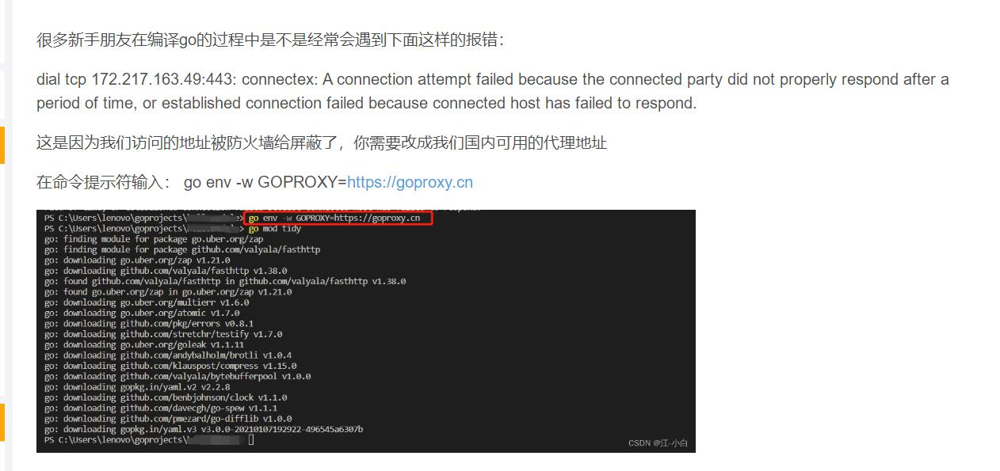 很多新手朋友在编译go的过程中是不是经常会遇到下面这样的报错：
dial tcp 172.217.163.49:443: connectex: A connection attempt failed because the connected party did not properly respond after a
period of time, or established connection failed because connected host has failed to respond.
这是因为我们访问的地址被防火墙给屏蔽了，你需要改成我们国内可用的代理地址
在命令提示符输入： go env -w GOPROXY=https://goproxy.cn
PS C:\Users\lenovo\goprojects\ > go env -w GOPROXY=https://goproxy.cn
PS C:\Users\lenovo\goprojects\ > go mod tidy
go: finding module for package go.uber.org/zap
go: finding module for package github.com/valyala/fasthttp
go: downloading go.uber.org/zap v1.21.0
go: downloading github.com/valyala/fasthttp v1.38.0
go: found github.com/valyala/fasthttp in github.com/valyala/fasthttp v1.38.0
go: found go.uber.org/zap in go.uber.org/zap v1.21.0
go: downloading go.uber.org/multierr v1.6.0
go: downloading go.uber.org/atomic v1.7.0
go: downloading github.com/pkg/errors v0.8.1
go: downloading github.com/stretchr/testify v1.7.0
go: downloading go.uber.org/goleak v1.1.11
go: downloading github.com/andybalholm/brotli v1.0.4
go: downloading github.com/klauspost/compress v1.15.0
go: downloading github.com/valyala/bytebufferpool v1.0.0
go: downloading gopkg.in/yaml.v2 v2.2.8
go: downloading github.com/benbjohnson/clock v1.1.0
go: downloading github.com/davecgh/go-spew v1.1.1
go: downloading github.com/pmezard/go-difflib v1.0.0
go: downloading gopkg.in/yaml.v3 v3.0.0-20210107192922-496545a6307b
PS C:\Users\lenovo\goprojects\
CSDN @江-小白